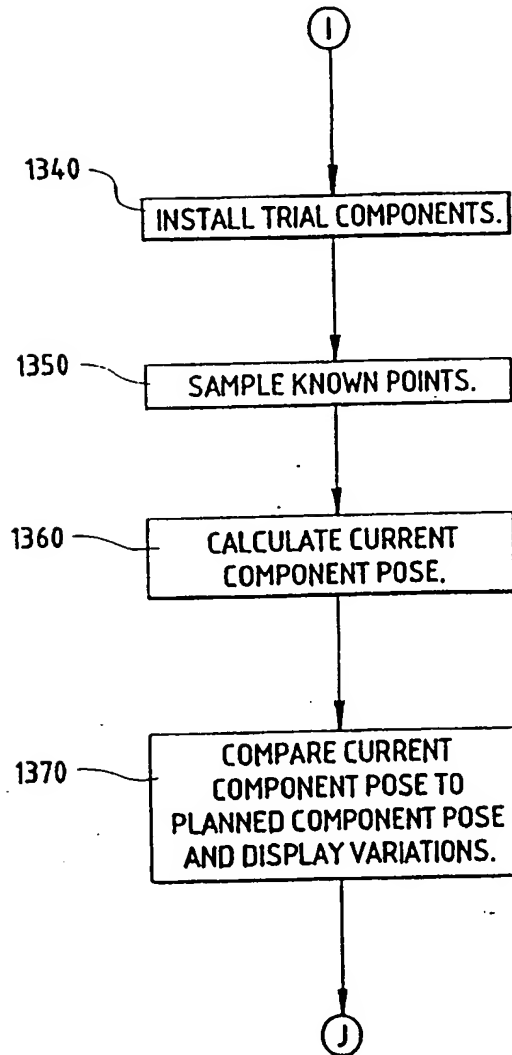 I
1340
INSTALL TRIAL COMPONENTS.
1350
SAMPLE KNOWN POINTS.
1360
CALCULATE CURRENT
COMPONENT POSE.
1370
COMPARE CURRENT
COMPONENT POSE TO
PLANNED COMPONENT POSE
AND DISPLAY VARIATIONS.
J